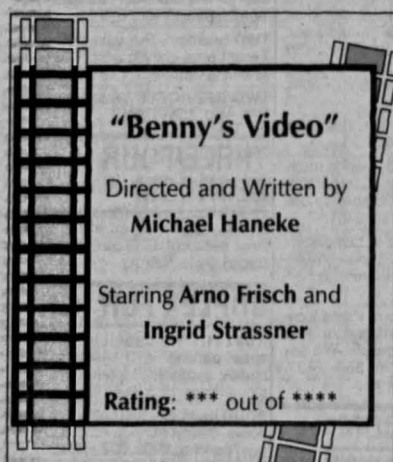 “Benny’s Video”
Directed and Written by
Michael Haneke
Starring Arno Frisch and
Ingrid Strassner
Rating: *** out of ****